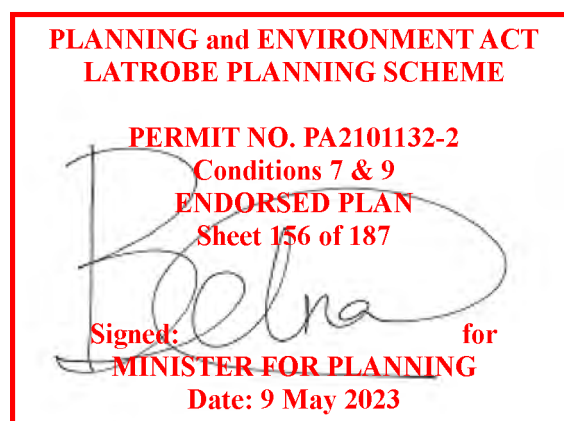 PLANNING and ENVIRONMENT ACT
LATROBE PLANNING SCHEME
PERMIT NO. PA2101132-2
Conditions 7 & 9
ENDORSED PLAN
Sheet 156 of 187
Signed: for
MINISTER FOR PLANNING
Date: 9 May 2023